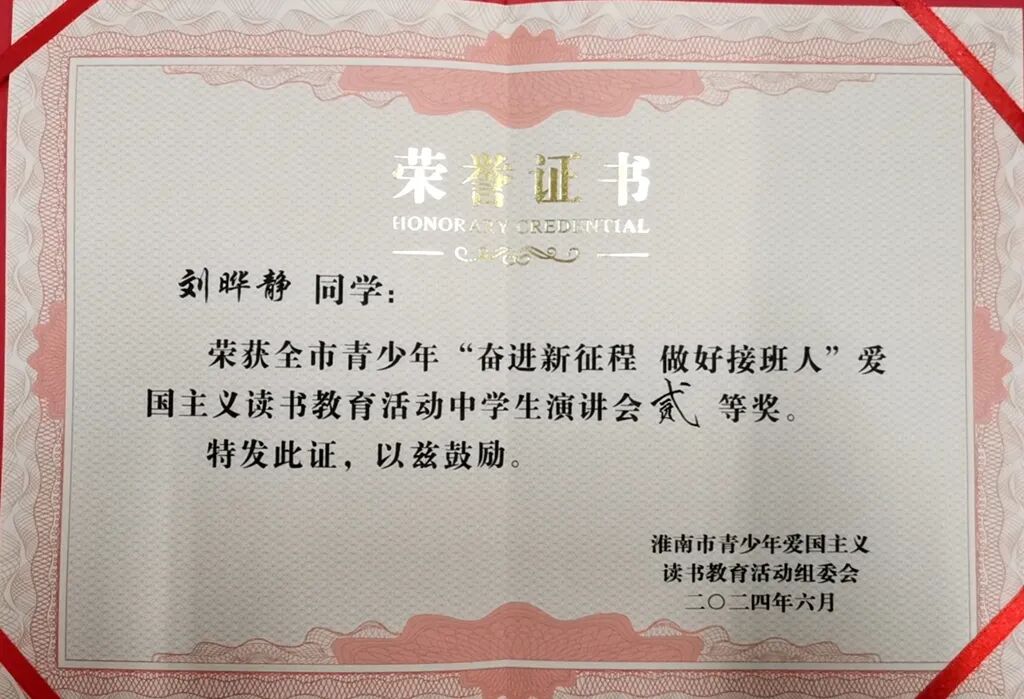 荣誉证书
HONORARY CREDENTIAL
刘晔静 同学：
荣获全市青少年“奋进新征程 做好接班人”爱
国主义读书教育活动中学生演讲会 贰 等奖。
特发此证，以兹鼓励。
淮南市青少年爱国主义
读书教育活动组委会
二〇二四年六月